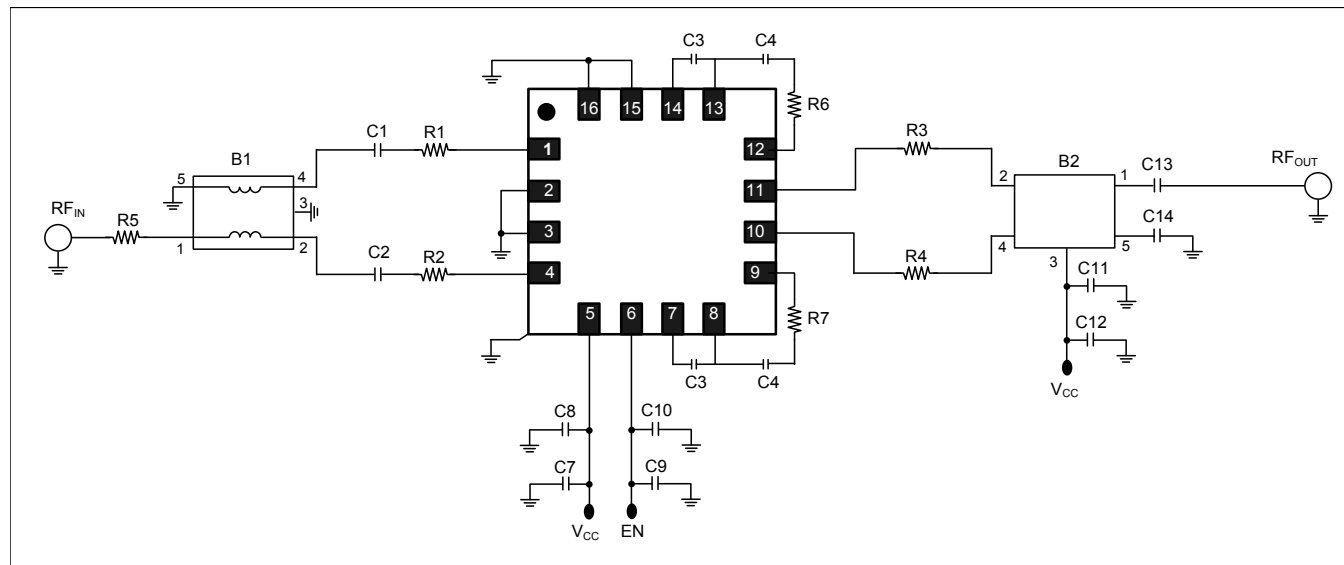 C3 C4
16 15 14 13
R6
C1 R1
1 12
R3
B1
5 4
3
1 2
RF_IN
R5
C2 R2
2 11
3 10
4 9
R4
R7
5 6 7 8
C3 C4
B2
2 1
4 5
3
C13
RF_OUT
C14
C11
C12
V_CC
C8 C10
C7 C9
V_CC EN